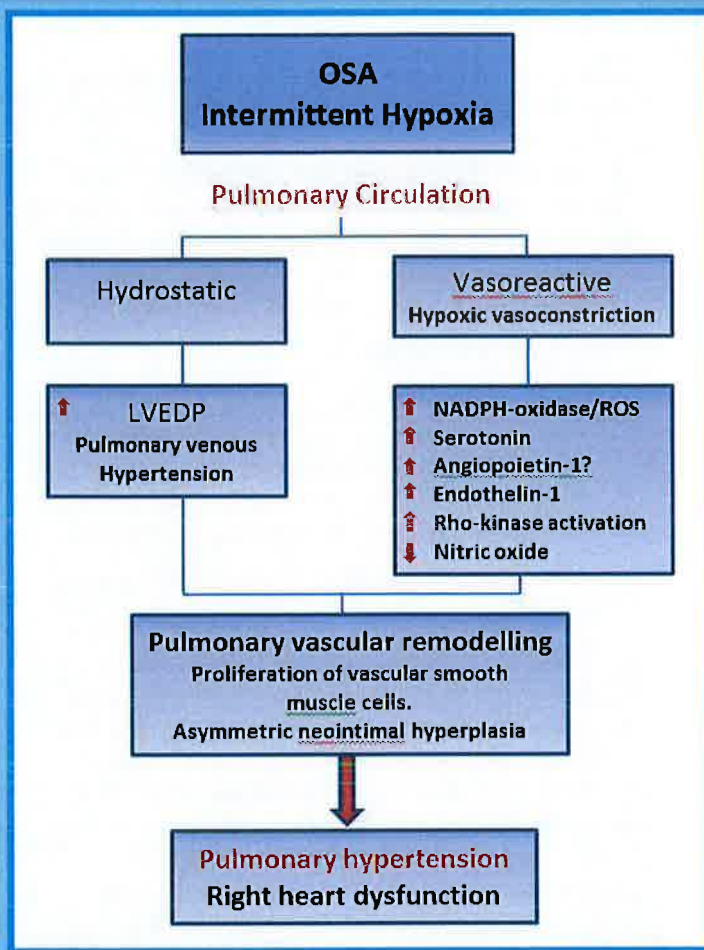 OSA
Intermittent Hypoxia
Pulmonary Circulation
Hydrostatic
Vasoreactive
Hypoxic vasoconstriction
LVEDP
Pulmonary venous
Hypertension
NADPH-oxidase/ROS
Serotonin
Angiopoietin-1?
Endothelin-1
Rho-kinase activation
Nitric oxide
Pulmonary vascular remodelling
Proliferation of vascular smooth
muscle cells.
Asymmetric neointimal hyperplasia
Pulmonary hypertension
Right heart dysfunction